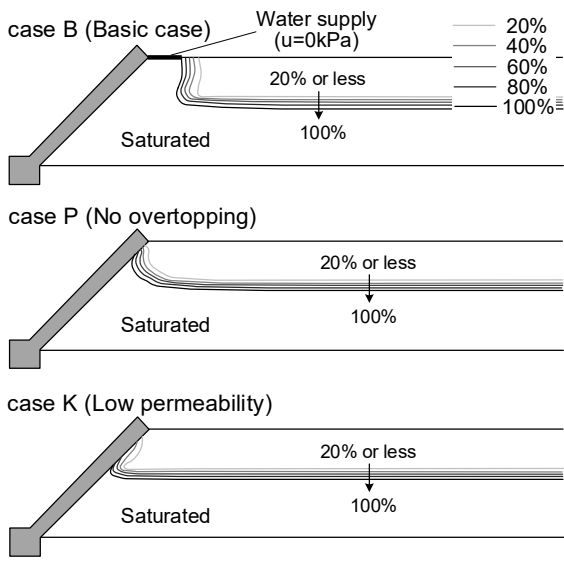 case B (Basic case)
Water supply
(u=0kPa)
20%
40%
60%
80%
100%
20% or less
100%
Saturated
case P (No overtopping)
20% or less
100%
Saturated
case K (Low permeability)
20% or less
100%
Saturated